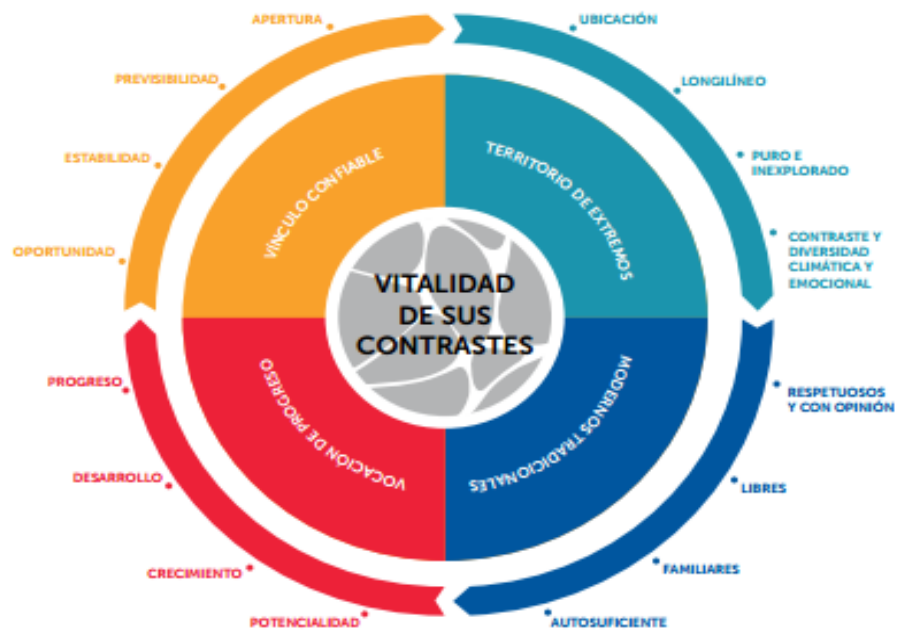 APERTURA
UBICACIÓN
PREVISIBILIDAD
LONGILÍNEO
ESTABILIDAD
PURO E
INEXPLORADO
OPORTUNIDAD
CONTRASTE Y
DIVERSIDAD
CLIMÁTICA Y
EMOCIONAL
VÍNCULO CONFIABLE
TERRITORIO DE EXTREMOS
VITALIDAD
DE SUS
CONTRASTES
VOCACIÓN DE PROGRESO
MODERNOS TRADICIONALES
PROGRESO
RESPETUOSOS
Y CON OPINIÓN
DESARROLLO
LIBRES
CRECIMIENTO
FAMILIARES
POTENCIALIDAD
AUTOSUFICIENTE